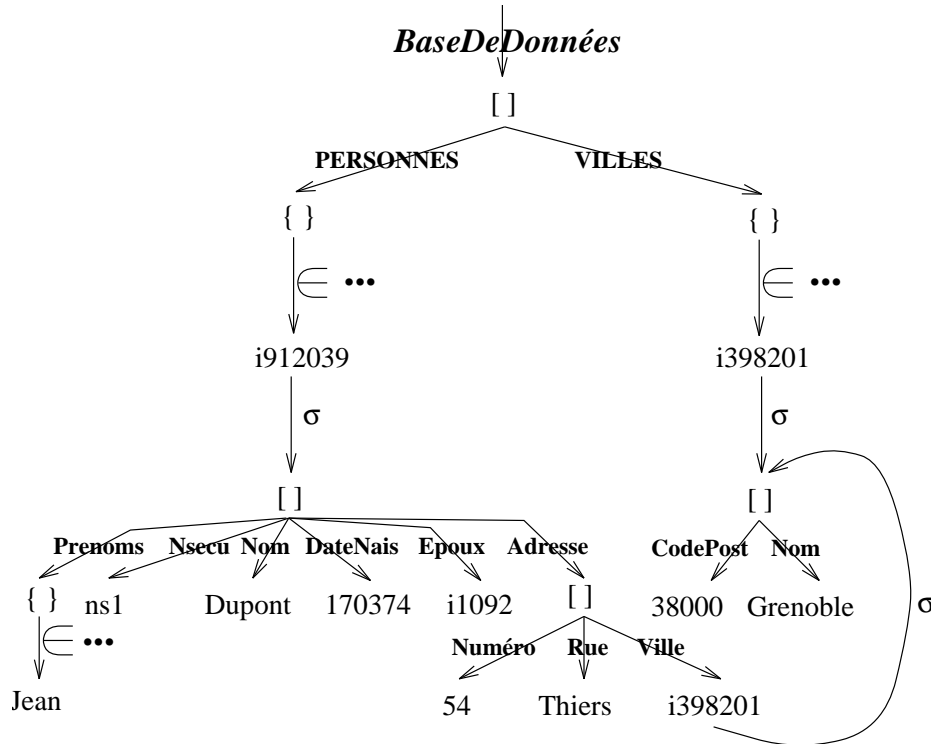 BaseDeDonnées
[ ]
PERSONNES VILLES
{ } { }
∈ ••• ∈ •••
i912039 i398201
σ σ
[ ] [ ]
Prenoms Nsecu Nom DateNais Epoux Adresse CodePost Nom
{ } ns1 Dupont 170374 i1092 [ ] 38000 Grenoble σ
∈ ••• Numéro Rue Ville
Jean 54 Thiers i398201